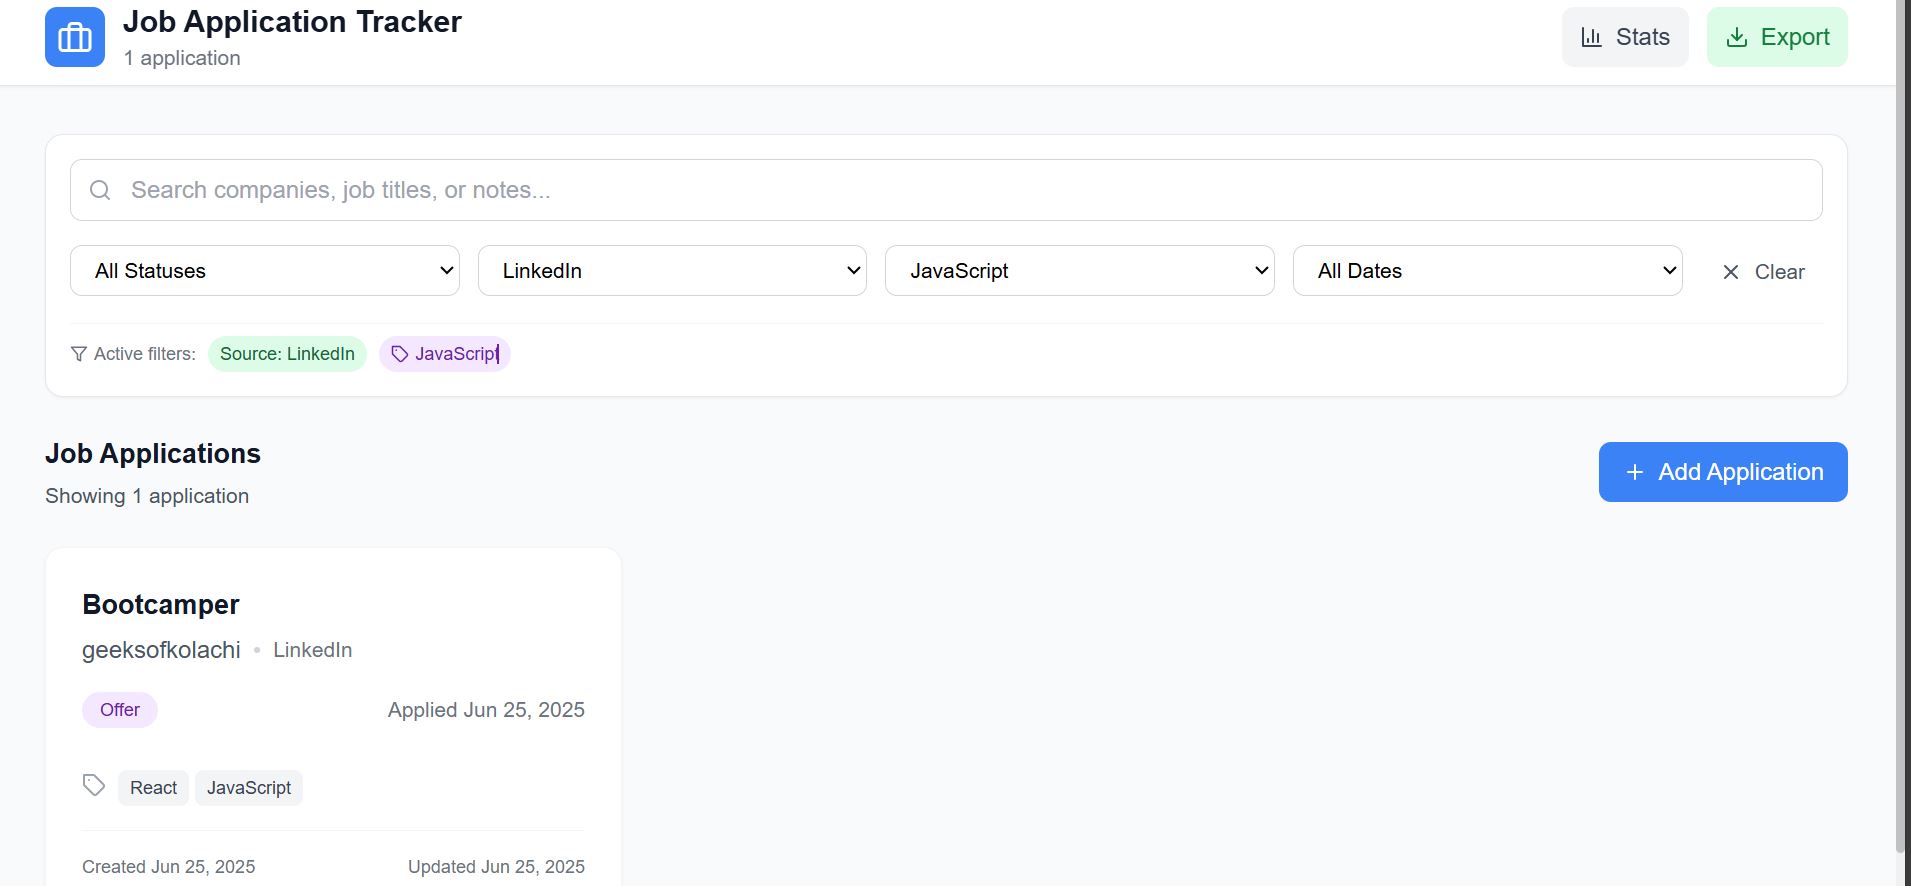 Job Application Tracker
1 application
Stats
Export
Search companies, job titles, or notes...
All Statuses
LinkedIn
JavaScript
All Dates
Clear
Active filters: Source: LinkedIn JavaScript
Job Applications
Showing 1 application
Add Application
Bootcamper
geeksofkolachi • LinkedIn
Offer
Applied Jun 25, 2025
React JavaScript
Created Jun 25, 2025
Updated Jun 25, 2025